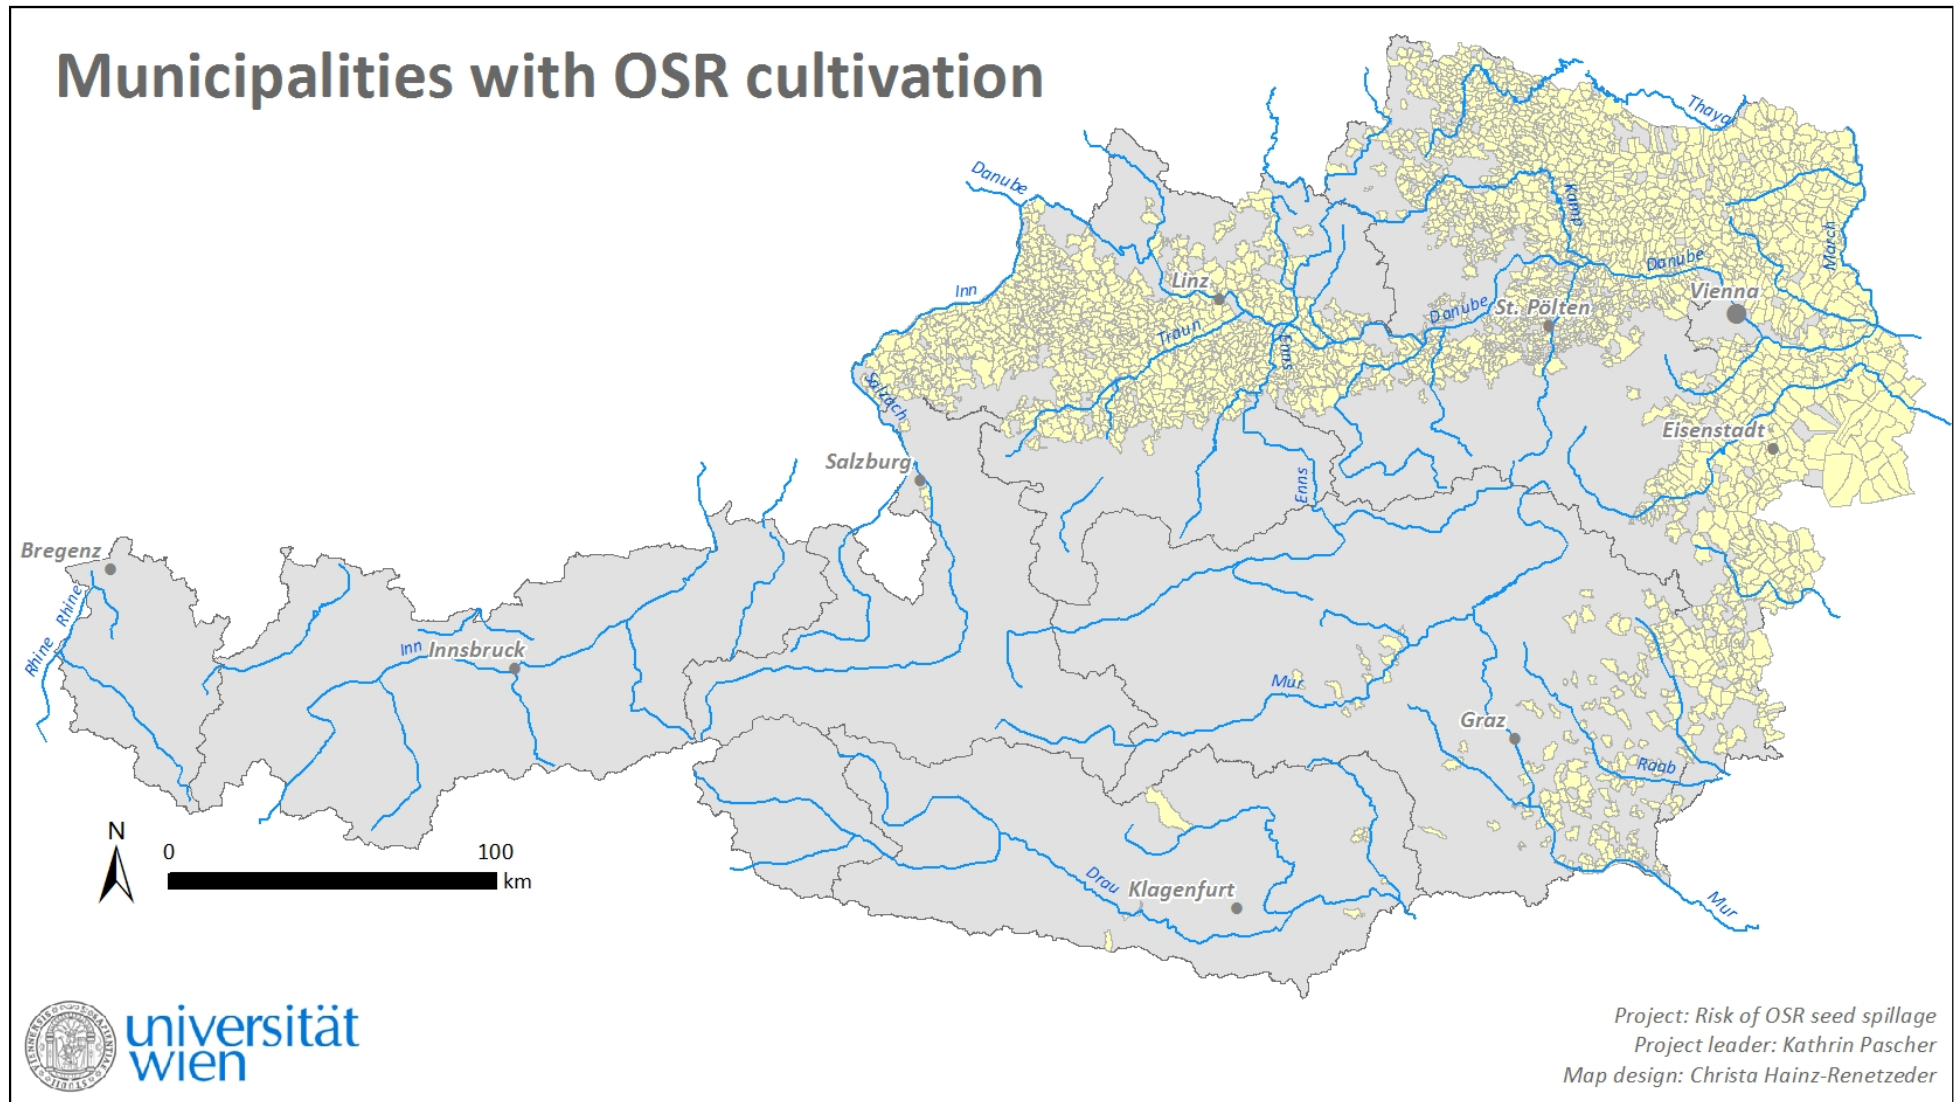 Municipalities with OSR cultivation
Thaya
Danube
Kamp
March
Danube
Linz
Inn
Vienna
Danube
St. Pölten
Traun
Enns
Salzach
Eisenstadt
Salzburg
Enns
Bregenz
Rhine
Rhine
Inn
Innsbruck
Mur
Graz
Raab
N
0 100
km
Drau
Klagenfurt
Mur
universität
wien
Project: Risk of OSR seed spillage
Project leader: Kathrin Pascher
Map design: Christa Hainz-Renetzeder